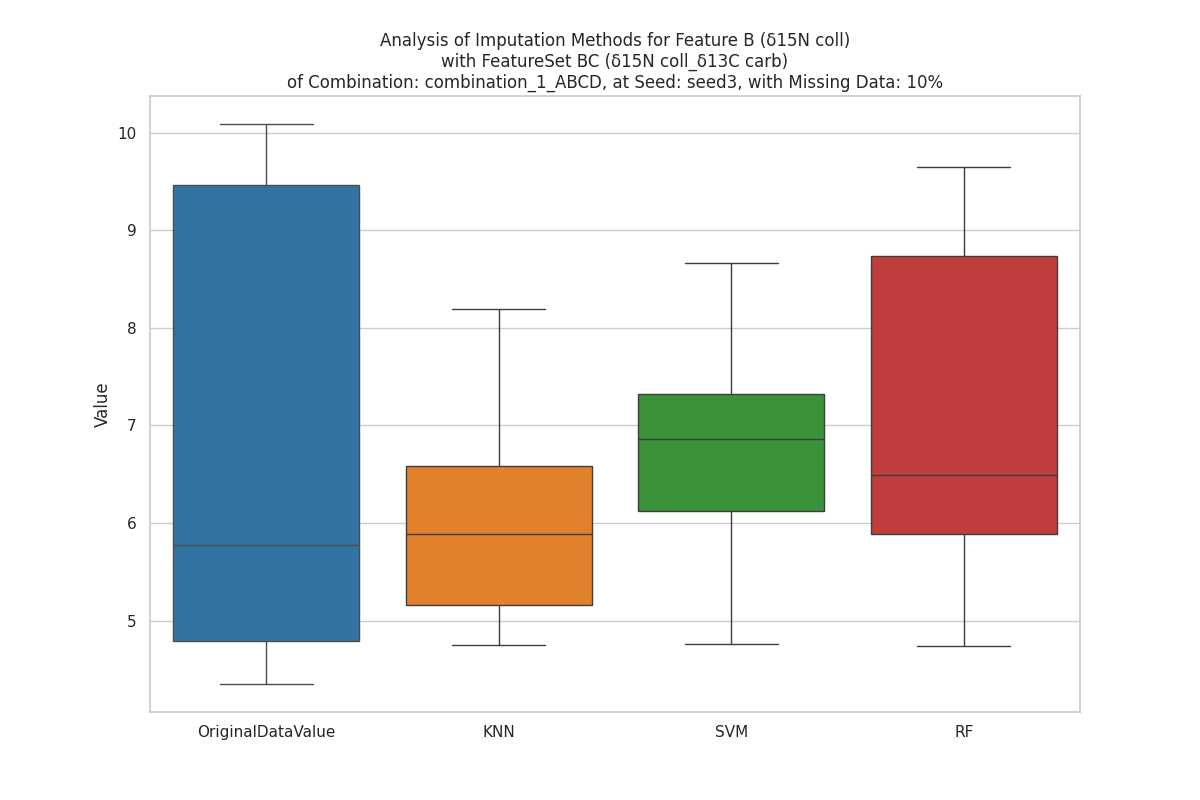 Analysis of Imputation Methods for Feature B (δ15N coll)
with FeatureSet BC (δ15N coll_δ13C carb)
of Combination: combination_1_ABCD, at Seed: seed3, with Missing Data: 10%
10
9
8
7
6
5
Value
OriginalDataValue
KNN
SVM
RF